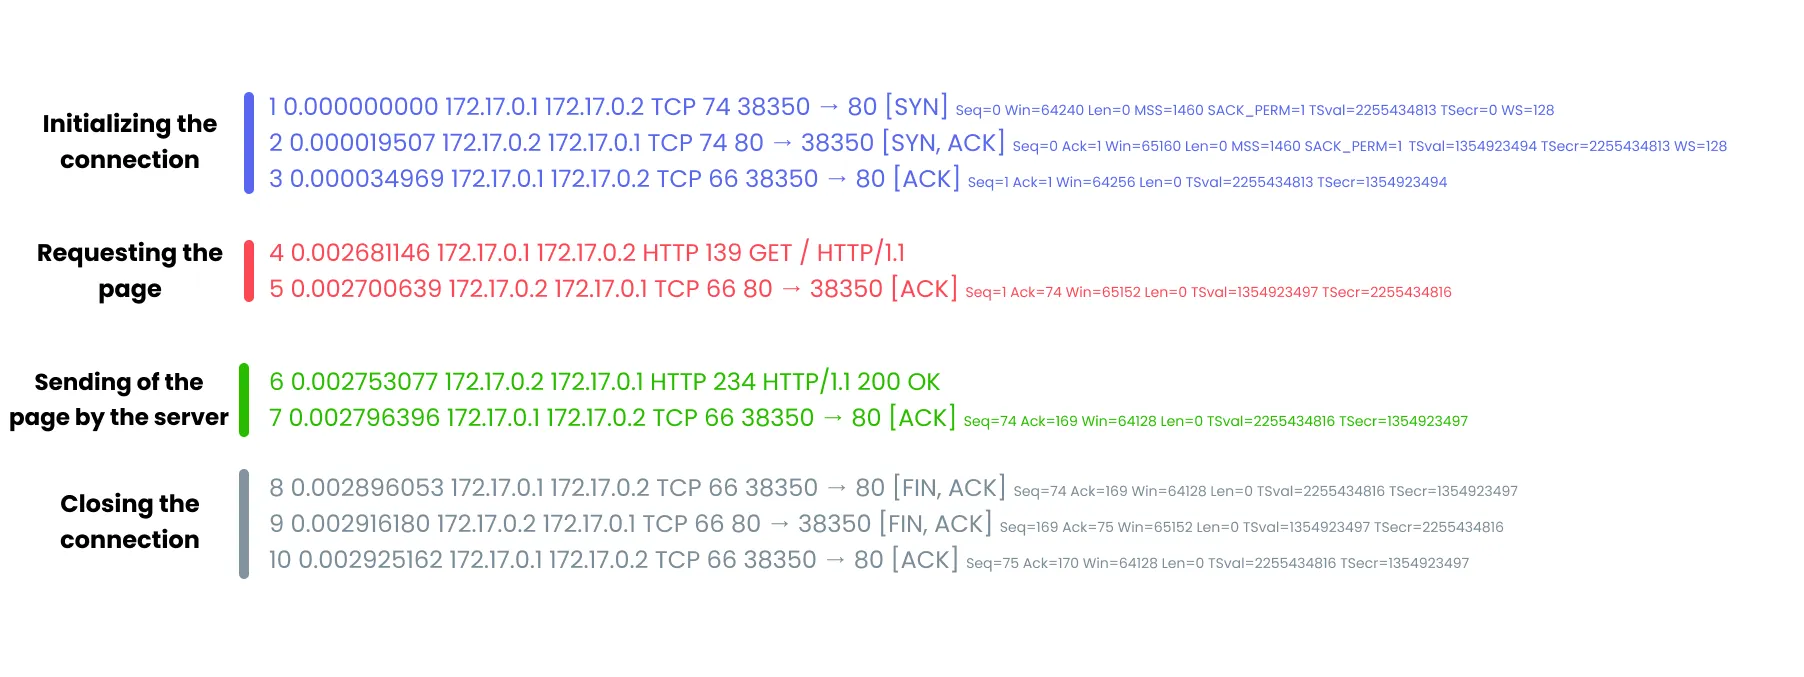 Initializing the
connection
1 0.000000000 172.17.0.1 172.17.0.2 TCP 74 38350 → 80 [SYN] Seq=0 Win=64240 Len=0 MSS=1460 SACK_PERM=1 TSval=2255434813 TSecr=0 WS=128
2 0.000019507 172.17.0.2 172.17.0.1 TCP 74 80 → 38350 [SYN, ACK] Seq=0 Ack=1 Win=65160 Len=0 MSS=1460 SACK_PERM=1 TSval=1354923494 TSecr=2255434813 WS=128
3 0.000034969 172.17.0.1 172.17.0.2 TCP 66 38350 → 80 [ACK] Seq=1 Ack=1 Win=64256 Len=0 TSval=2255434813 TSecr=1354923494
Requesting the
page
4 0.002681146 172.17.0.1 172.17.0.2 HTTP 139 GET / HTTP/1.1
5 0.002700639 172.17.0.2 172.17.0.1 TCP 66 80 → 38350 [ACK] Seq=1 Ack=74 Win=65152 Len=0 TSval=1354923497 TSecr=2255434816
Sending of the
page by the server
6 0.002753077 172.17.0.2 172.17.0.1 HTTP 234 HTTP/1.1 200 OK
7 0.002796396 172.17.0.1 172.17.0.2 TCP 66 38350 → 80 [ACK] Seq=74 Ack=169 Win=64128 Len=0 TSval=2255434816 TSecr=1354923497
Closing the
connection
8 0.002896053 172.17.0.1 172.17.0.2 TCP 66 38350 → 80 [FIN, ACK] Seq=74 Ack=169 Win=64128 Len=0 TSval=2255434816 TSecr=1354923497
9 0.002916180 172.17.0.2 172.17.0.1 TCP 66 80 → 38350 [FIN, ACK] Seq=169 Ack=75 Win=65152 Len=0 TSval=1354923497 TSecr=2255434816
10 0.002925162 172.17.0.1 172.17.0.2 TCP 66 38350 → 80 [ACK] Seq=75 Ack=170 Win=64128 Len=0 TSval=2255434816 TSecr=1354923497